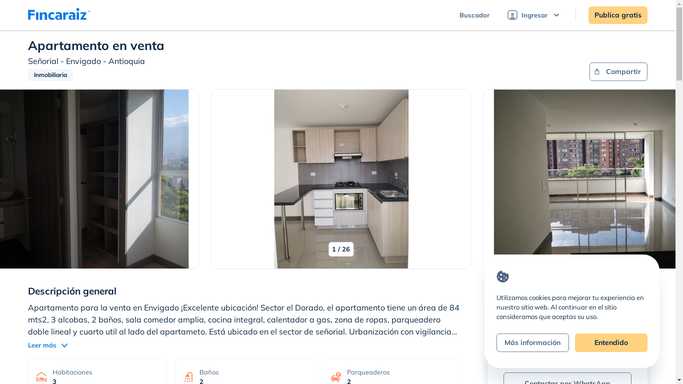 Fincaraiz
Buscador
Ingresar
Publica gratis
Apartamento en venta
Señorial - Envigado - Antioquia
Inmobiliaria
Compartir
1 / 26
Descripción general
Apartamento para la venta en Envigado ¡Excelente ubicación! Sector el Dorado, el apartamento tiene un área de 84
mts2, 3 alcobas, 2 baños, sala comedor amplia, cocina integral, calentador a gas, zona de ropas, parqueadero
doble lineal y cuarto util al lado del apartameto. Está ubicado en el sector de señorial. Urbanización con vigilancia...
Leer más
Habitaciones
3
Baños
2
Parqueaderos
2
Utilizamos cookies para mejorar tu experiencia en
nuestro sitio web. Al continuar en el sitio
consideramos que aceptas su uso.
Más información
Entendido
Contactar por WhatsApp